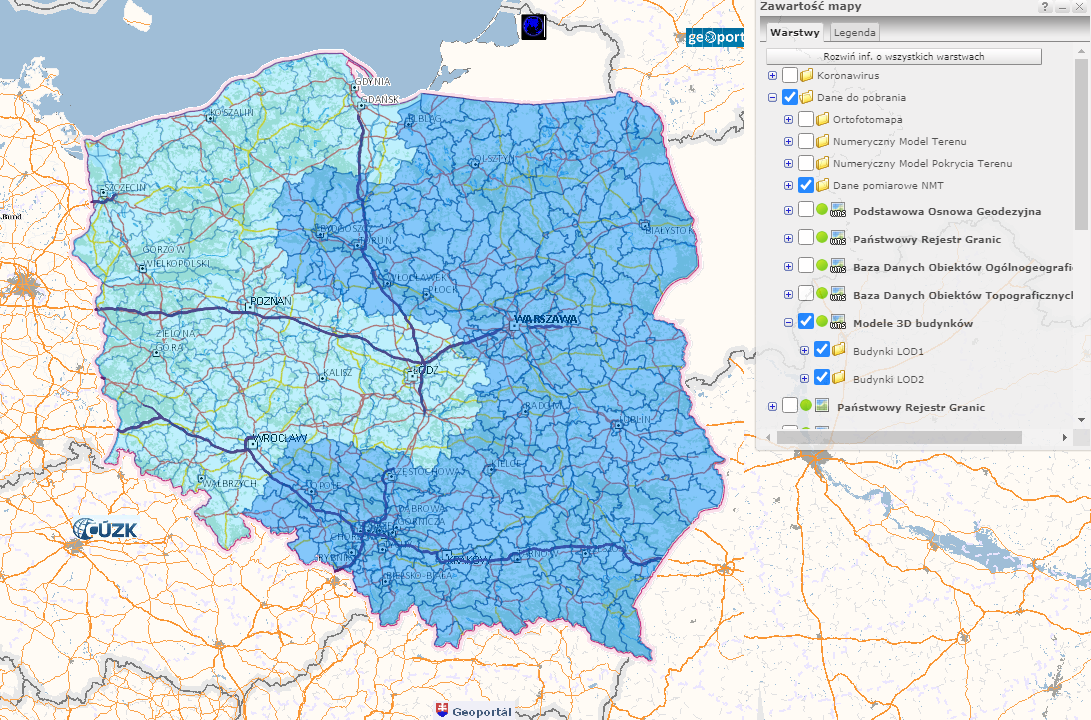 Zawartość mapy
Warstwy
Legenda
Rozwiń inf. o wszystkich warstwach
Koronawirus
Dane do pobrania
Ortofotomapa
Numeryczny Model Terenu
Numeryczny Model Pokrycia Terenu
Dane pomiarowe NMT
Podstawowa Osnowa Geodezyjna
Państwowy Rejestr Granic
Baza Danych Obiektów Ogólnogeografi
Baza Danych Obiektów Topograficznych
Modele 3D budynków
Budynki LOD1
Budynki LOD2
Państwowy Rejestr Granic
geoport
GDYNIA
GDAŃSK
KOSZALIN
ELBLĄG
OLSZTYN
SZCZECIN
BYDGOSZ
TORUŃ
BIAŁYSTOK
GORZÓW
WIELKOPOLSKI
WŁOCŁAWEK
PŁOCK
POZNAŃ
WARSZAWA
ZIELONA
GÓRA
KALISZ
ŁÓDŹ
RADOM
LUBLIN
WROCŁAW
KIELCE
CZĘSTOCHOWA
WAŁBRZYCH
OPOLE
DĄBROWA
GÓRNICZA
RYBNIK
KRAKÓW
TARNÓW
BIELSKO-BIAŁA
ÚZK
Geoportál